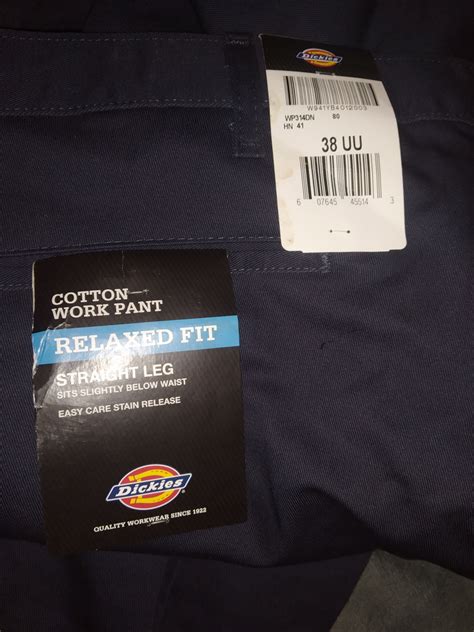 Dickies
W941YB4012003
WP314DN 80
HN 41
38 UU
6 07645 45514 3
COTTON
WORK PANT
RELAXED FIT
STRAIGHT LEG
SITS SLIGHTLY BELOW WAIST
EASY CARE STAIN RELEASE
Dickies
QUALITY WORKWEAR SINCE 1922